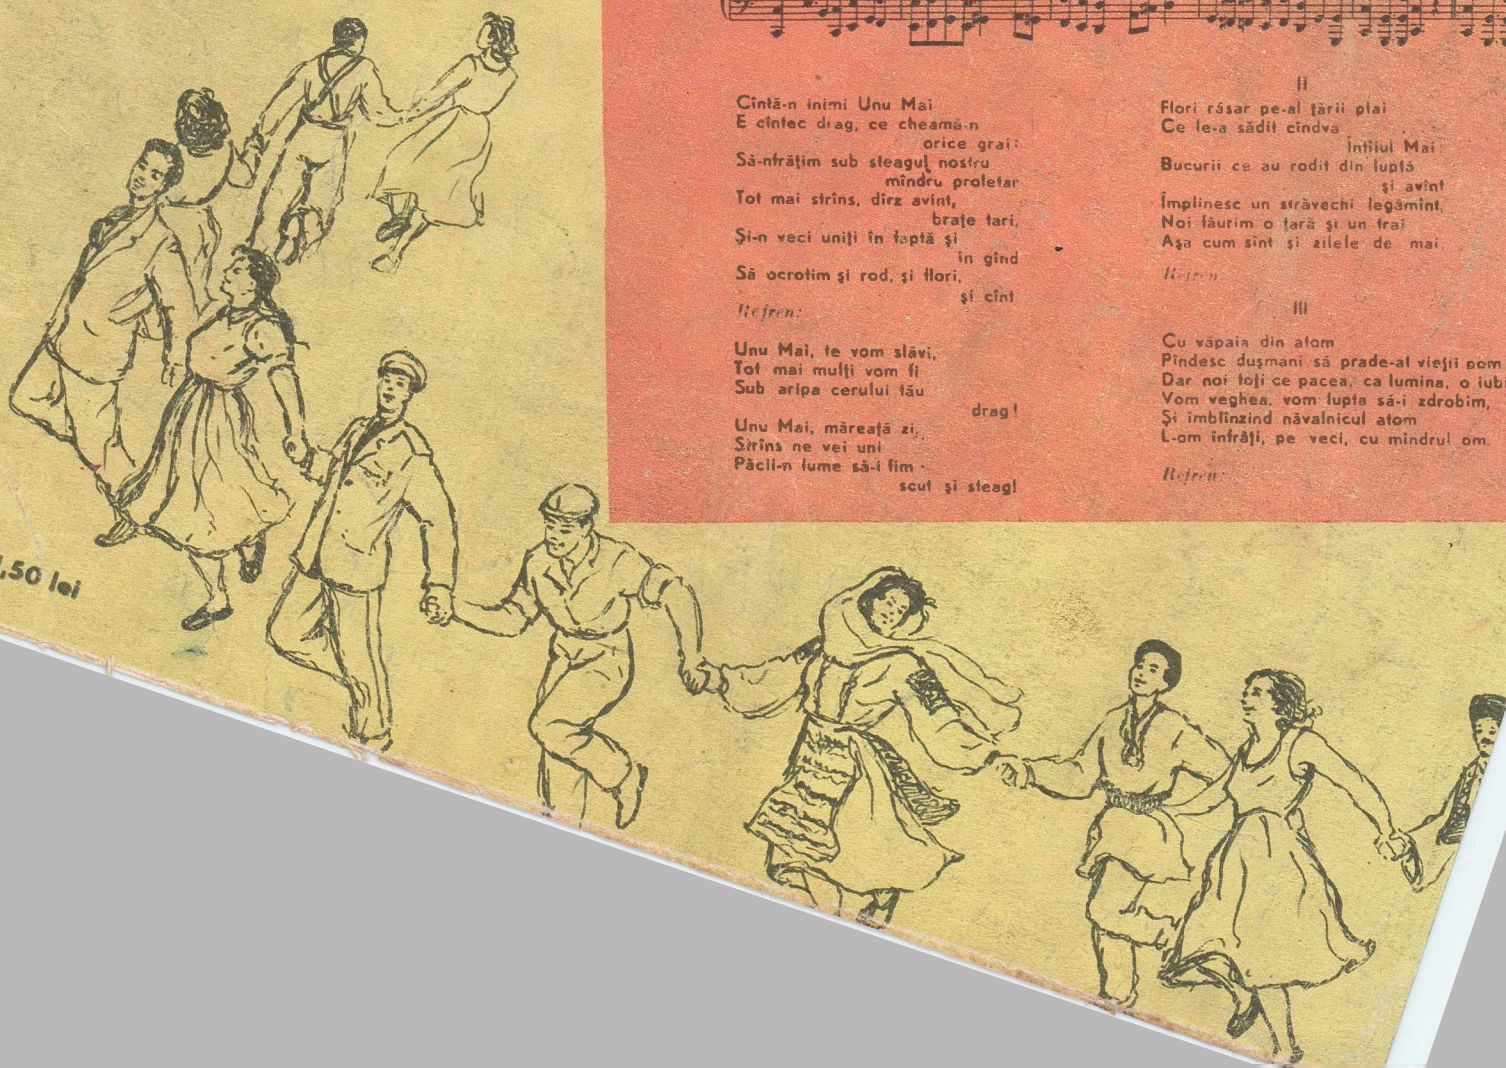 Cîntă-n inimi Unu Mai
E cîntec drag, ce cheamă-n
orice grai:
Să-nfrățim sub steagul nostru
mîndru proletar
Tot mai strîns, dîrz avînt,
brațe tari,
Și-n veci uniți în faptă și
în gînd
Să ocrotim și rod, și flori,
și cînt
Refren:
Unu Mai, te vom slăvi,
Tot mai mulți vom fi
Sub aripa cerului tău
drag!
Unu Mai, măreață zi,
Strîns ne vei uni
Păcii-n lume să-i fim
scut și steag!
II
Flori răsar pe-al țării plai
Ce le-a sădit cîndva
Întîiul Mai
Bucurii ce au rodit din luptă
și avînt
Împlinesc un străvechi legămînt,
Noi făurim o țară și un trai
Așa cum sînt și zilele de mai.
Refren:
III
Cu văpaia din atom
Pîndesc dușmani să prade-al vieții pom
Dar noi toți ce pacea, ca lumina, o
Vom veghea, vom lupta să-i zdrobim,
Și îmblînzind năvalnicul atom
L-om înfrăți, pe veci, cu mîndrul om.
Refren:
,50 lei